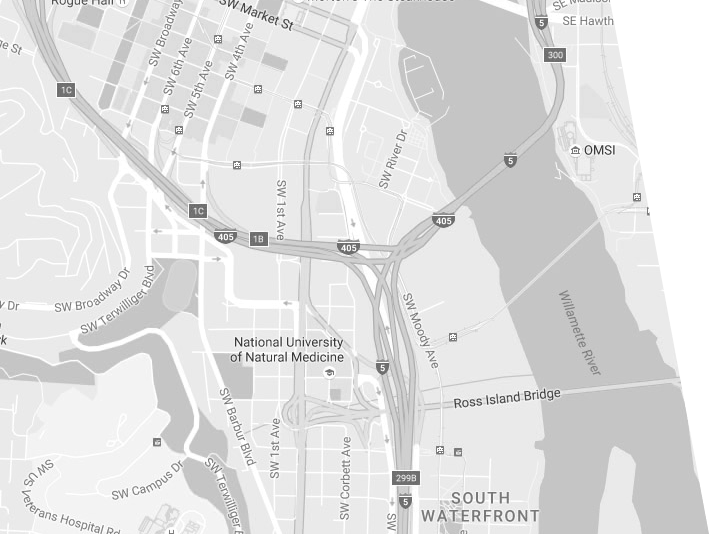 Rogue Hall
SW Market St
5
SE Hawth
SW Broadway
SW 6th Ave
SW 5th Ave
SW 4th Ave
300
1C
5
OMSI
SW River Dr
SW 1st Ave
1C
405
405
1B
405
SW Broadway Dr
SW Terwilliger Blvd
SW Moody Ave
Willamette River
National University
of Natural Medicine
5
Ross Island Bridge
SW Barbur Blvd
SW 1st Ave
SW Corbett Ave
SW US
Veterans Hospital Rd
SW Campus Dr
SW Terwilliger B
299B
5
SW
SOUTH
WATERFRONT